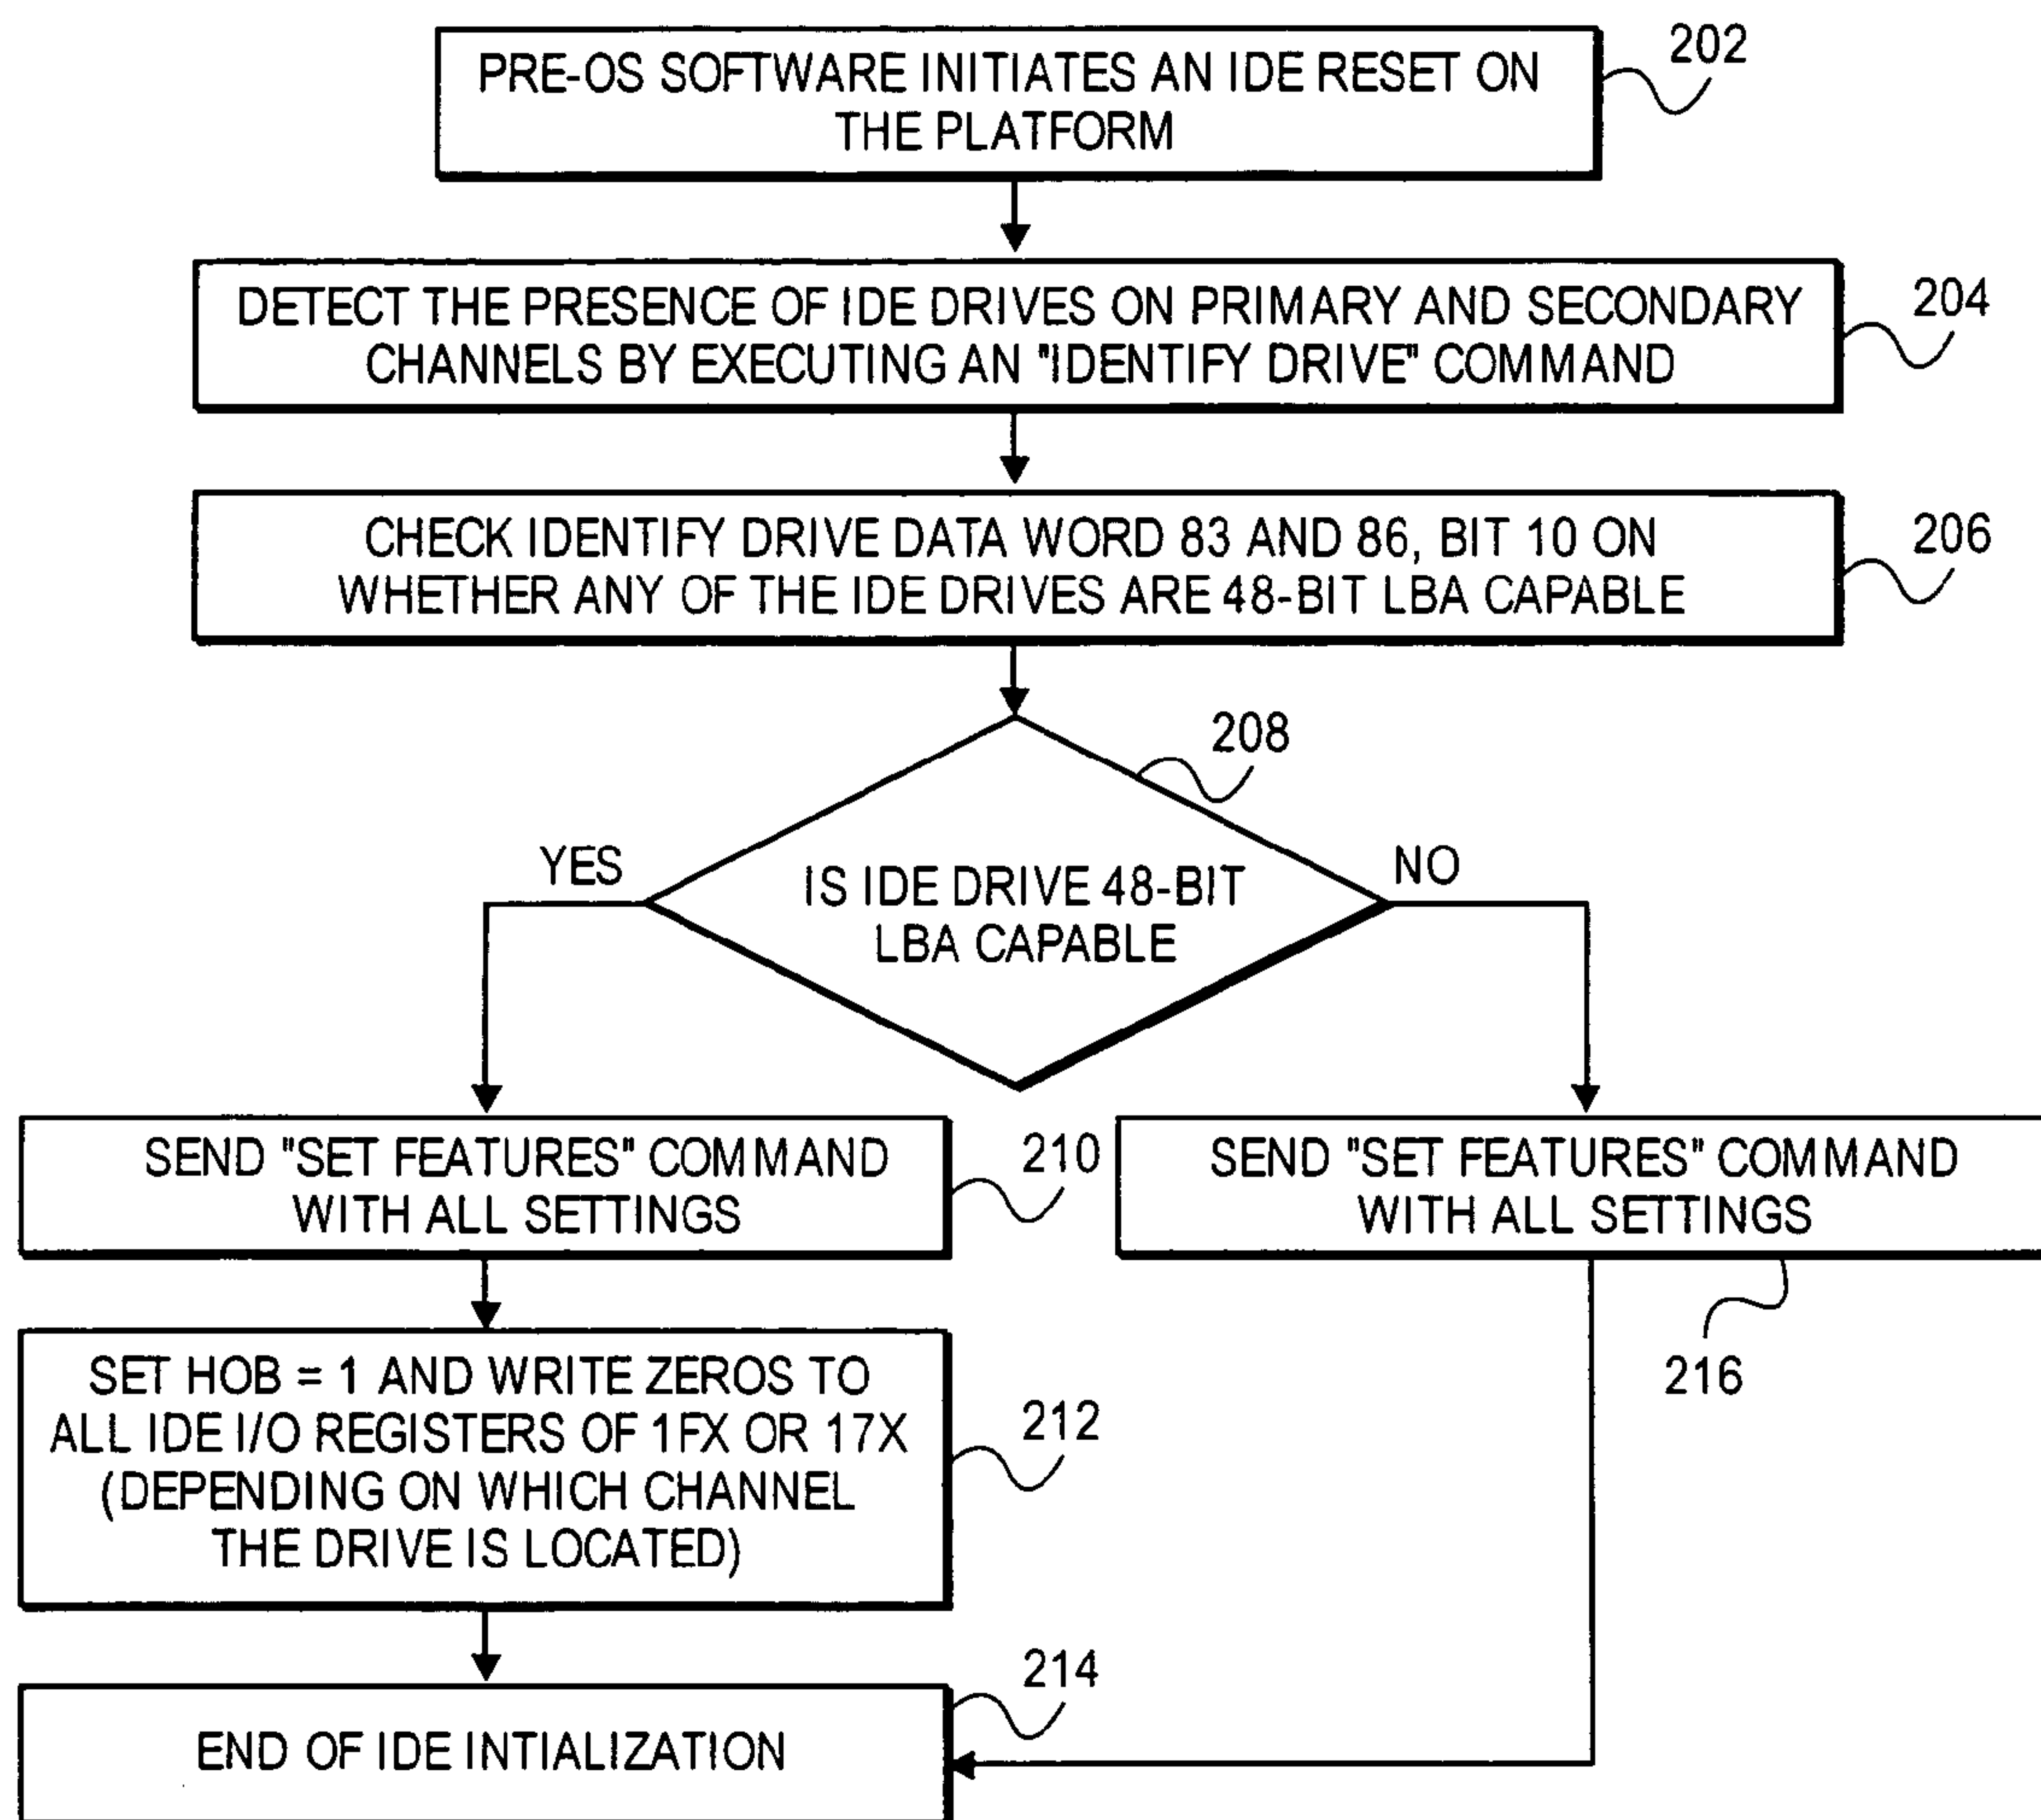 PRE-OS SOFTWARE INITIATES AN IDE RESET ON
THE PLATFORM
202
DETECT THE PRESENCE OF IDE DRIVES ON PRIMARY AND SECONDARY
CHANNELS BY EXECUTING AN "IDENTIFY DRIVE" COMMAND
204
CHECK IDENTIFY DRIVE DATA WORD 83 AND 86, BIT 10 ON
WHETHER ANY OF THE IDE DRIVES ARE 48-BIT LBA CAPABLE
206
208
YES
IS IDE DRIVE 48-BIT
LBA CAPABLE
NO
SEND "SET FEATURES" COMMAND
WITH ALL SETTINGS
210
SEND "SET FEATURES" COMMAND
WITH ALL SETTINGS
216
SET HOB = 1 AND WRITE ZEROS TO
ALL IDE I/O REGISTERS OF 1FX OR 17X
(DEPENDING ON WHICH CHANNEL
THE DRIVE IS LOCATED)
212
214
END OF IDE INTIALIZATION